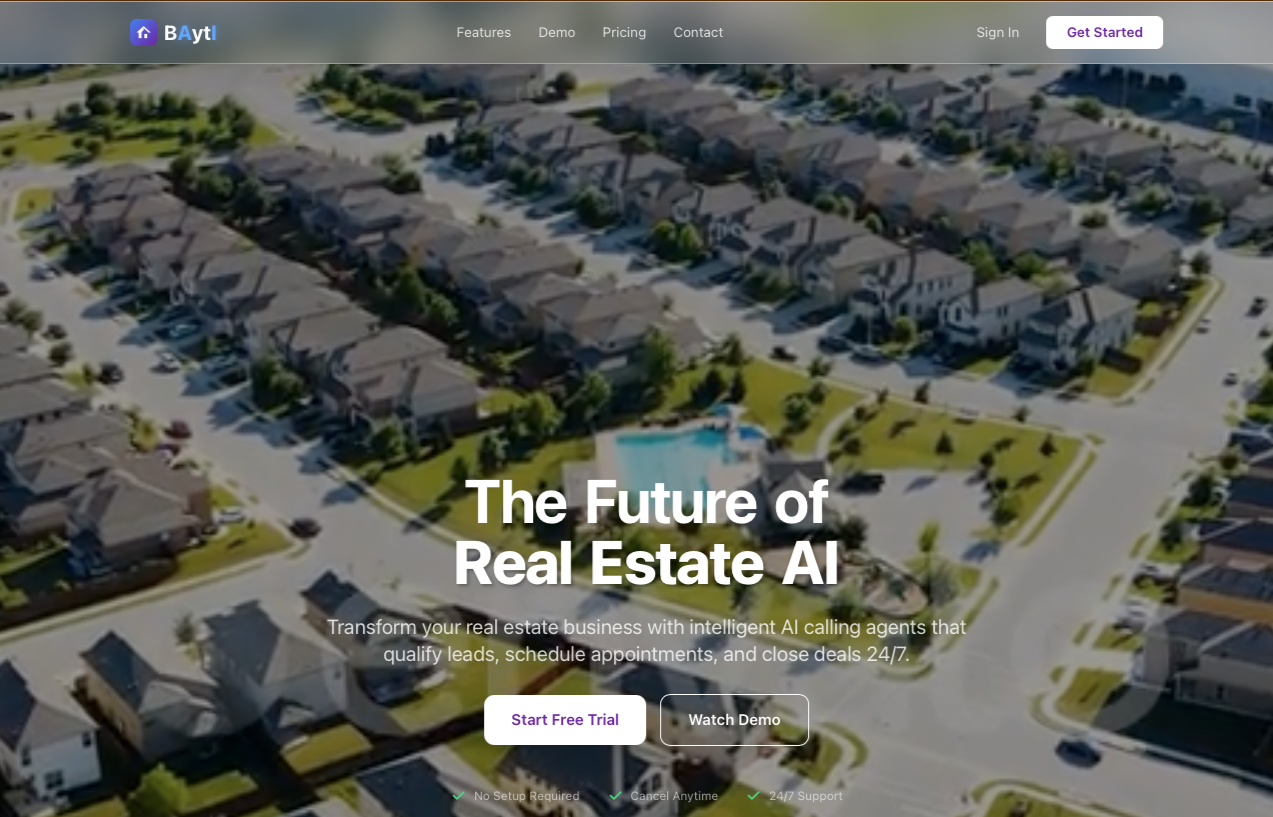 BAytI
Features
Demo
Pricing
Contact
Sign In
Get Started
The Future of
Real Estate AI
Transform your real estate business with intelligent AI calling agents that
qualify leads, schedule appointments, and close deals 24/7.
Start Free Trial
Watch Demo
No Setup Required
Cancel Anytime
24/7 Support